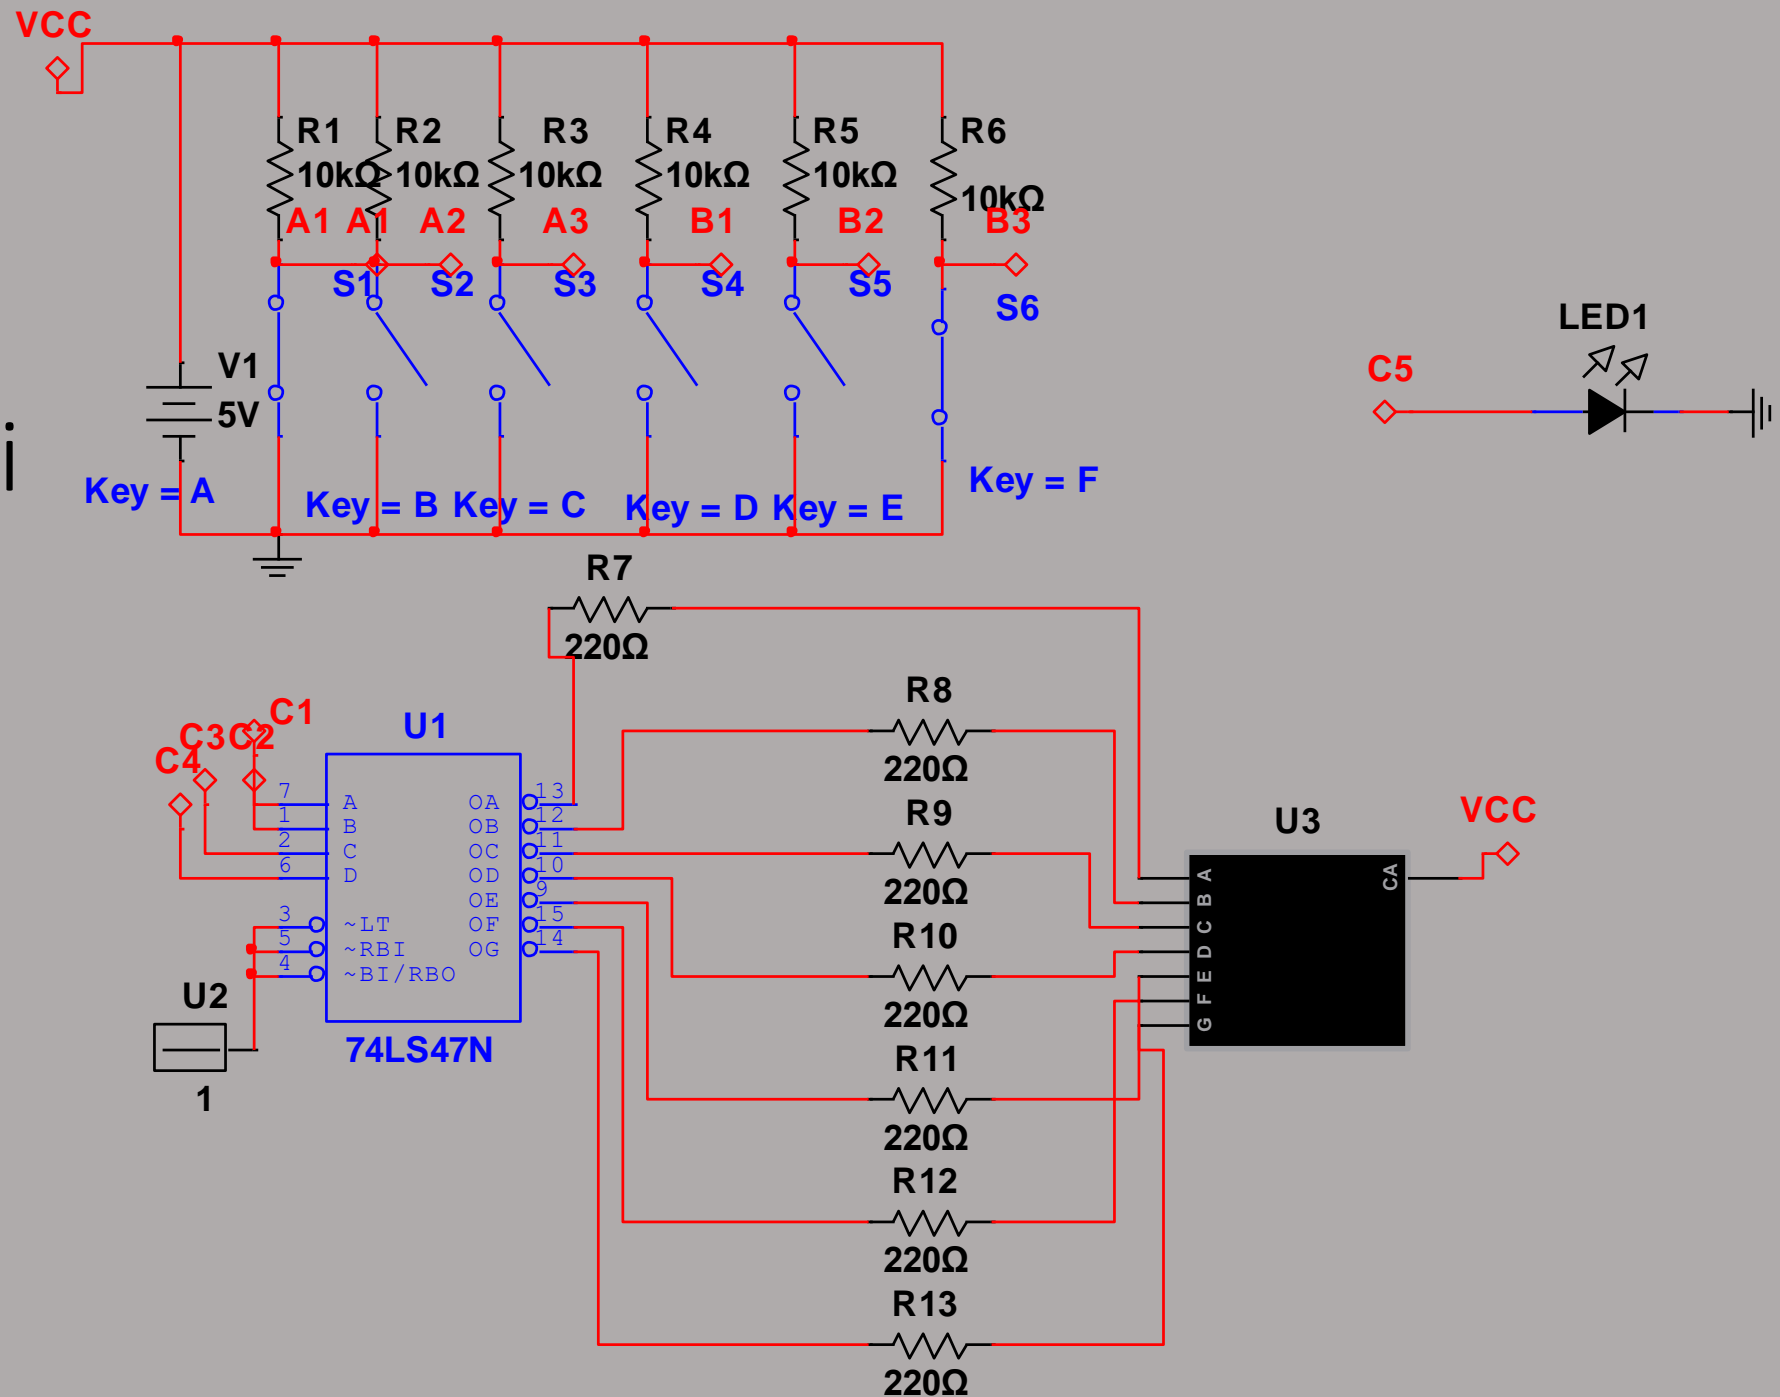 VCC
R1
10kΩ
R2
10kΩ
R3
10kΩ
R4
10kΩ
R5
10kΩ
R6
10kΩ
A1
A1
A2
A3
B1
B2
B3
S1
S2
S3
S4
S5
S6
V1
5V
i
Key = A
Key = B
Key = C
Key = D
Key = E
Key = F
LED1
C5
R7
220Ω
C1
C3
C2
C4
U1
7
A
OA
13
1
B
OB
12
2
C
OC
11
6
D
OD
10
OE
9
3
~LT
OF
15
5
~RBI
OG
14
4
~BI/RBO
74LS47N
U2
1
R8
220Ω
R9
220Ω
R10
220Ω
R11
220Ω
R12
220Ω
R13
220Ω
U3
A
B
C
D
E
F
G
CA
VCC